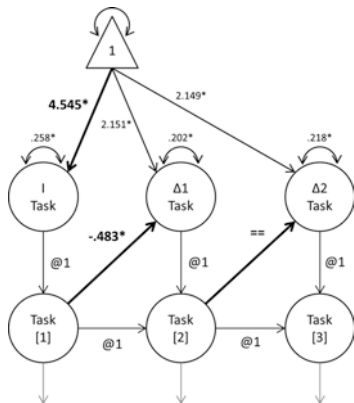 1
4.545*
2.151*
2.149*
.258*
.202*
.218*
I
Task
Δ1
Task
Δ2
Task
@1
-.483*
@1
==
@1
Task
[1]
@1
Task
[2]
@1
Task
[3]